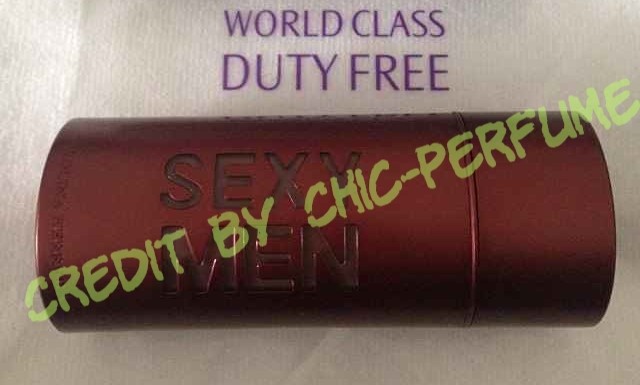 WORLD CLASS
DUTY FREE
SEXY
MEN
CREDIT BY CHIC-PERFUME